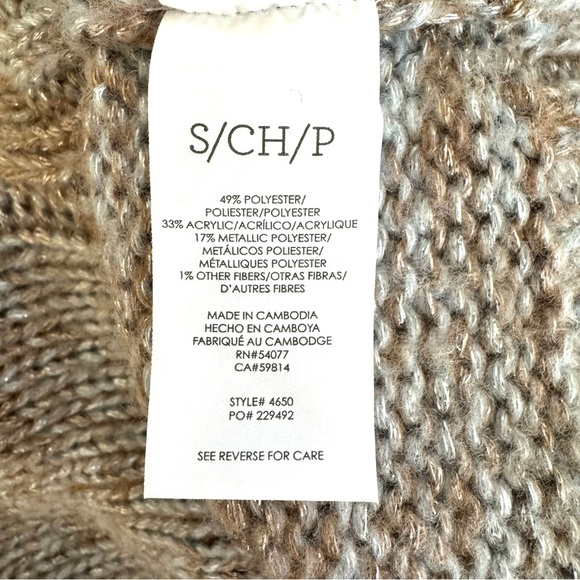 S/CH/P
49% POLYESTER/
POLIESTER/POLYESTER
33% ACRYLIC/ACRÍLICO/ACRYLIQUE
17% METALLIC POLYESTER/
METÁLICOS POLIESTER/
MÉTALLIQUES POLYESTER
1% OTHER FIBERS/OTRAS FIBRAS/
D'AUTRES FIBRES
MADE IN CAMBODIA
HECHO EN CAMBOYA
FABRIQUÉ AU CAMBODGE
RN#54077
CA#59814
STYLE# 4650
PO# 229492
SEE REVERSE FOR CARE